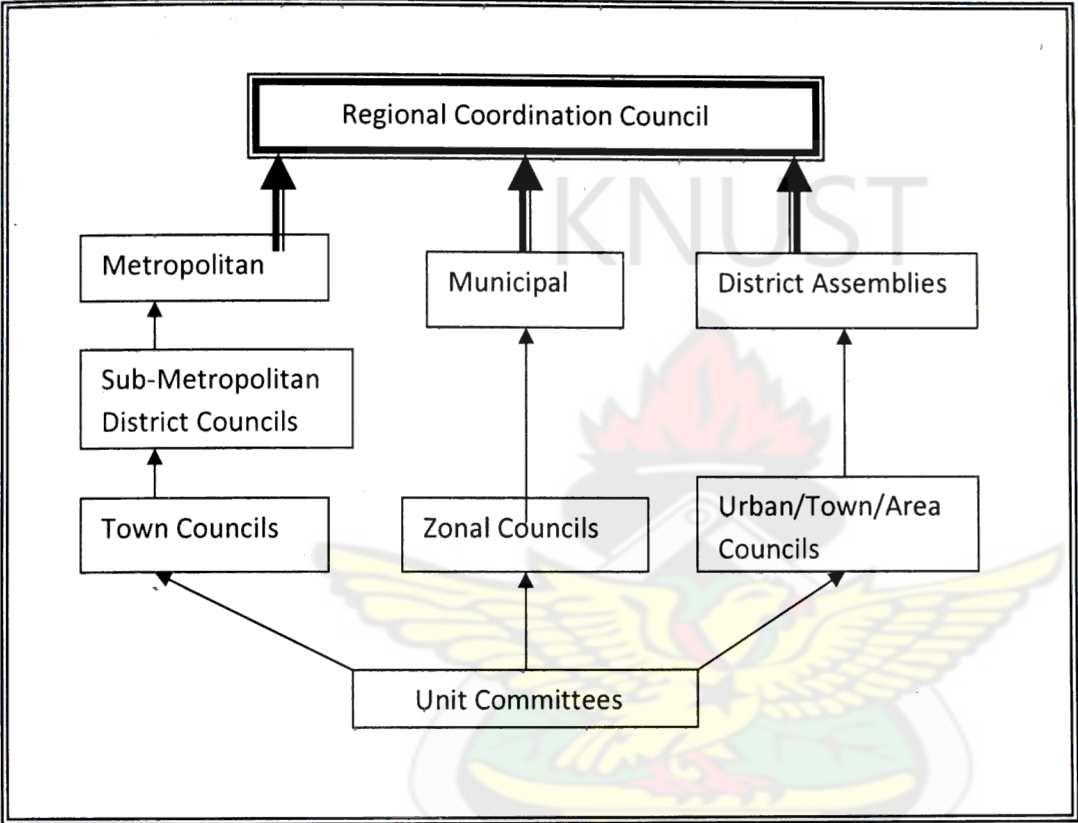 Regional Coordination Council
KNUST
Metropolitan
Municipal
District Assemblies
Sub-Metropolitan
District Councils
Town Councils
Zonal Councils
Urban/Town/Area
Councils
Unit Committees